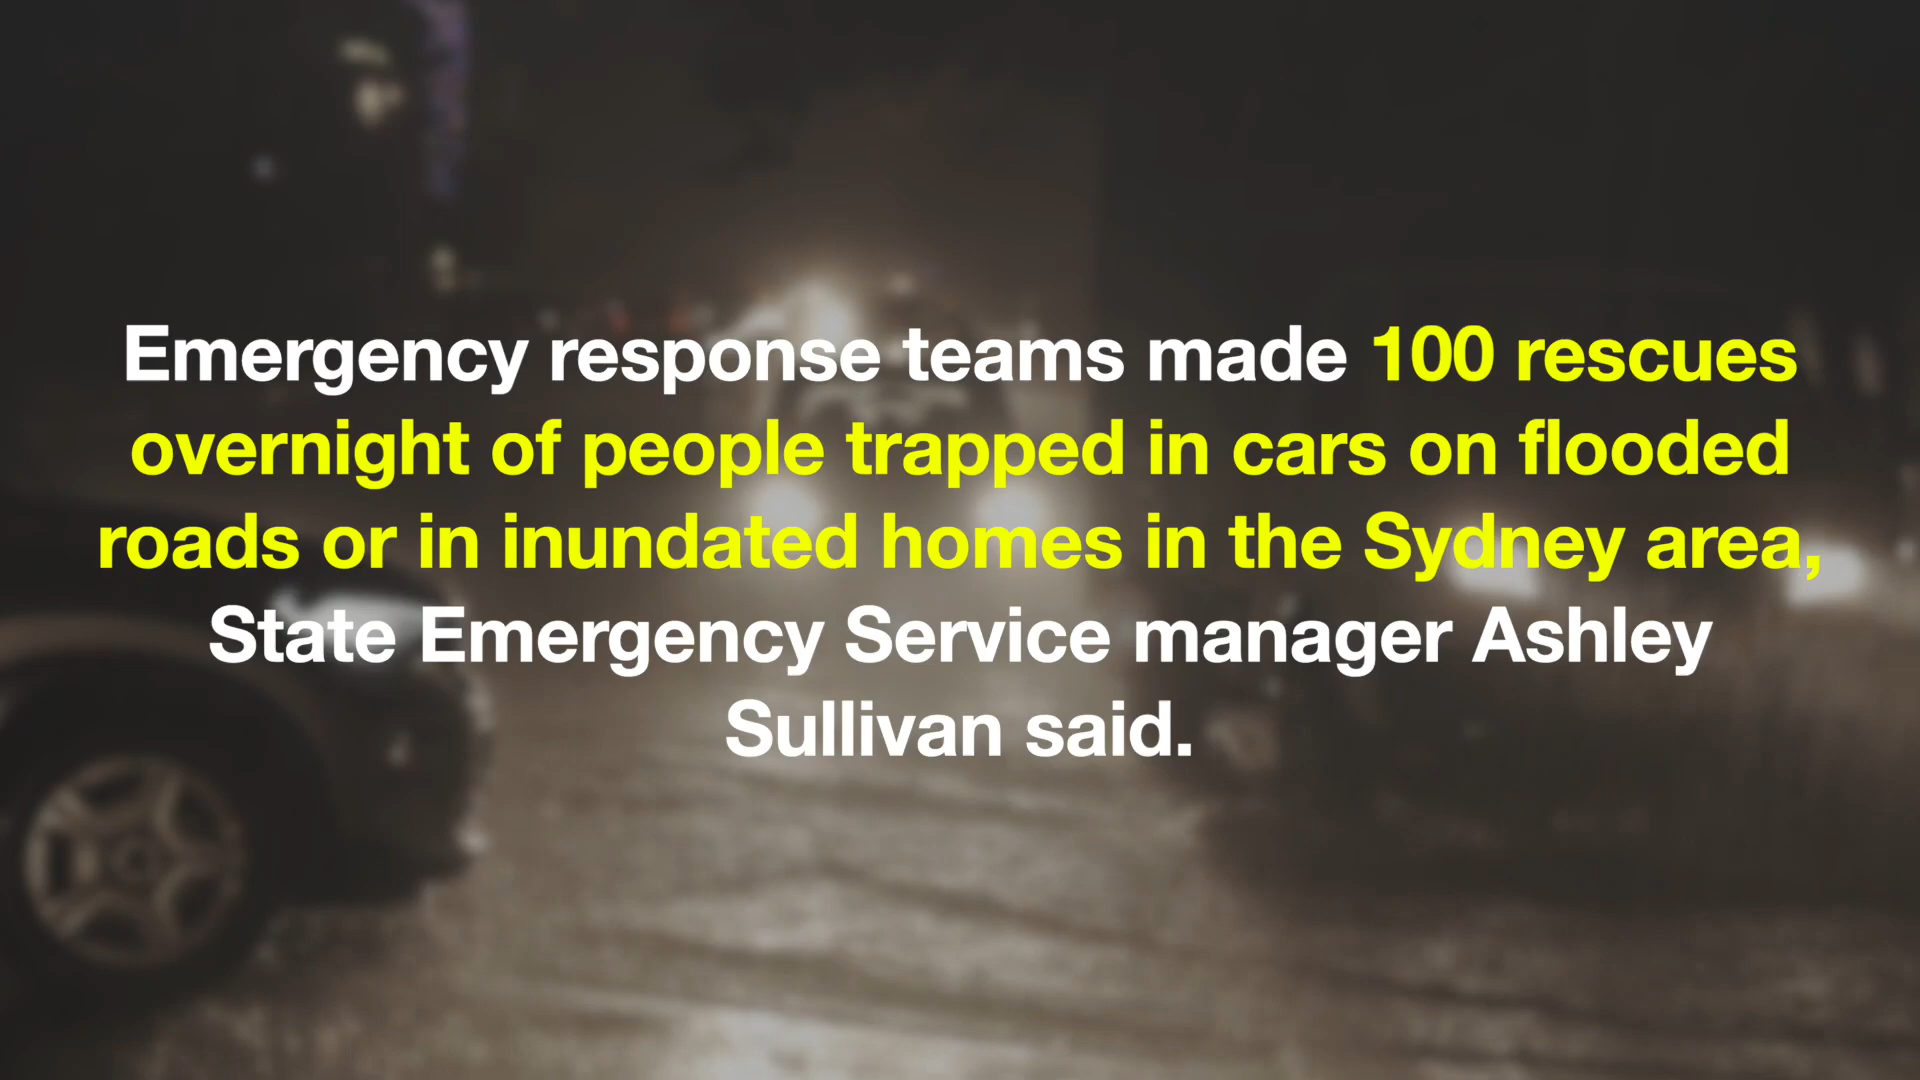 Emergency response teams made 100 rescues
overnight of people trapped in cars on flooded
roads or in inundated homes in the Sydney area,
State Emergency Service manager Ashley
Sullivan said.